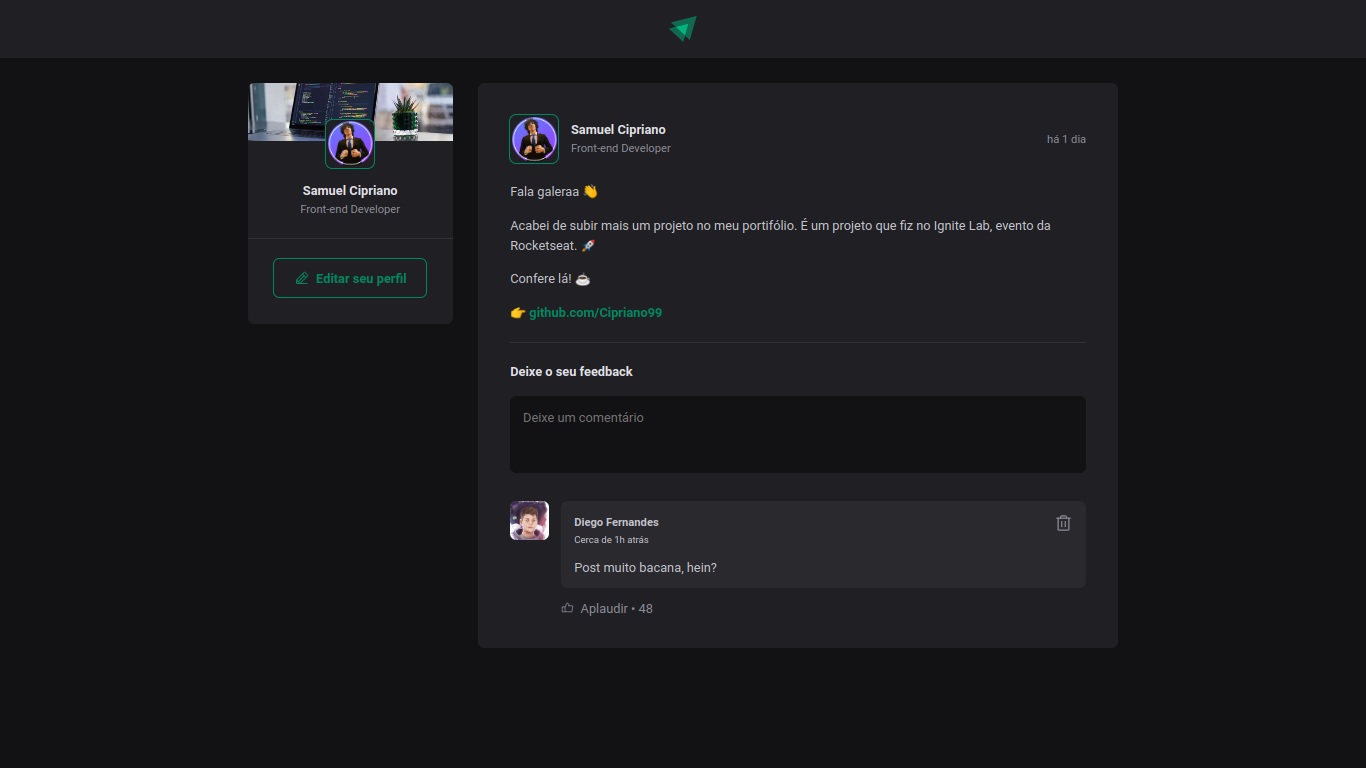 Samuel Cipriano
Front-end Developer
Editar seu perfil
Samuel Cipriano
Front-end Developer
há 1 dia
Fala galeraa 👋
Acabei de subir mais um projeto no meu portifólio. É um projeto que fiz no Ignite Lab, evento da
Rocketseat. 🚀
Confere lá! ☕
👉 github.com/Cipriano99
Deixe o seu feedback
Deixe um comentário
Diego Fernandes
Cerca de 1h atrás
Post muito bacana, hein?
Aplaudir • 48